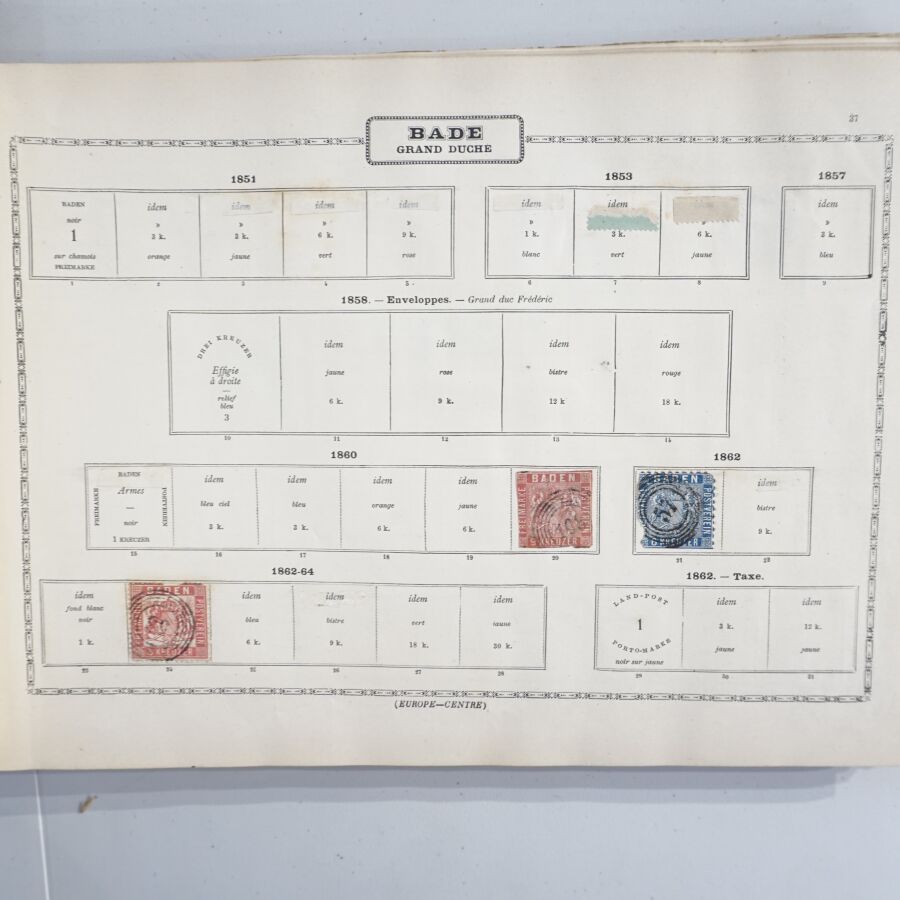 37
BADE
GRAND DUCHÉ
1851
1853
1857
BADEN
noir
1
sur chamois
FREIMARKE
idem
»
3 k.
orange
idem
»
3 k.
jaune
idem
»
6 k.
vert
idem
»
9 k.
rose
idem
»
1 k.
blanc
idem
3 k.
vert
»
6 k.
jaune
idem
»
3 k.
bleu
1 2 3 4 5 6 7 8 9
1858. — Enveloppes. — Grand duc Frédéric
DREI KREUZER
Effigie
à droite
—
relief
bleu
3
idem
jaune
6 k.
idem
rose
9 k.
idem
bistre
12 k
idem
rouge
18 k.
10 11 12 13 14
1860
1862
BADEN
FREIMARKE
Armes
—
noir
1 KREUZER
POSTVEREIN
idem
bleu ciel
3 k.
idem
bleu
3 k.
idem
orange
6 k.
idem
jaune
6 k.
BADEN
FREIMARKE
POSTVEREIN
9 KREUZER
BADEN
POSTVEREIN
6 KREUZER
idem
bistre
9 k.
15 16 17 18 19 20 21 22
1862-64
1862. — Taxe.
idem
fond blanc
noir
1 k.
BADEN
POSTVEREIN
3 KREUZER
idem
bleu
6 k.
idem
bistre
9 k.
idem
vert
18 k.
idem
jaune
30 k.
LAND-POST
1
PORTO-MARKE
noir sur jaune
idem
3 k.
jaune
idem
12 k.
jaune
23 24 25 26 27 28 29 30 31
(EUROPE—CENTRE)